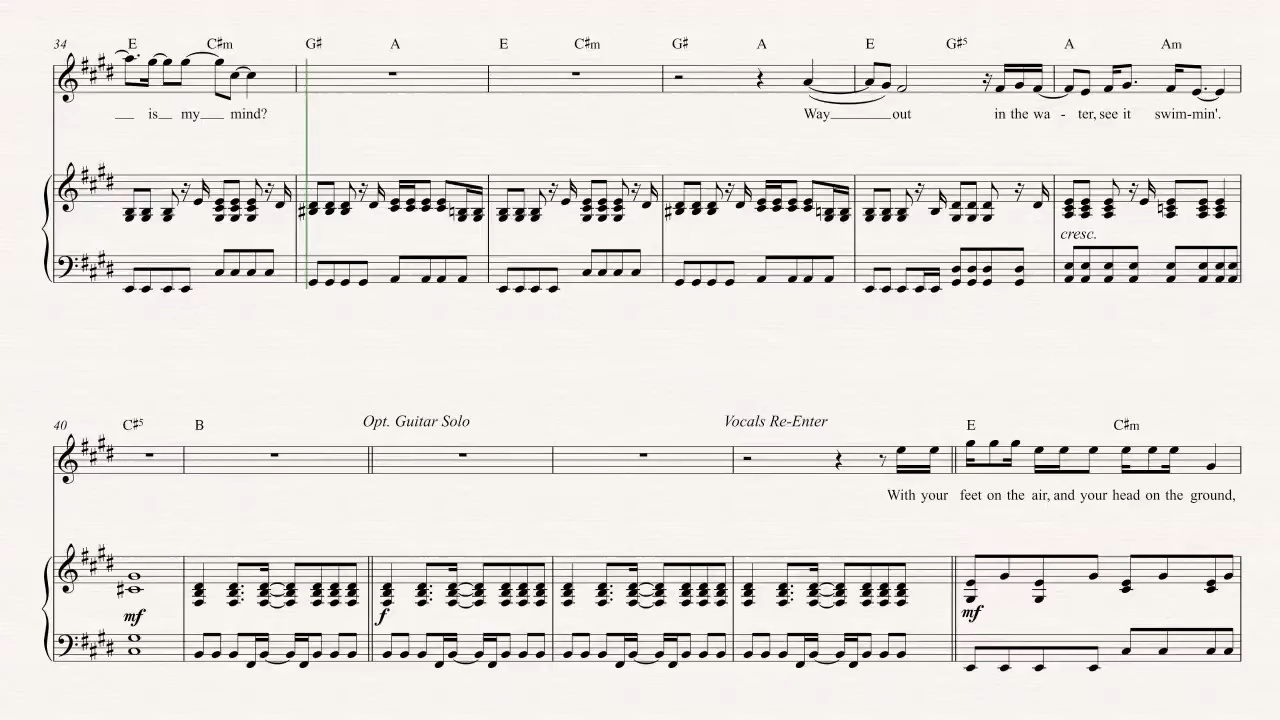 34 E C♯m G♯ A E C♯m G♯ A E G♯5 A Am
is my mind? Way out in the wa - ter, see it swim-min'.
cresc.
Opt. Guitar Solo Vocals Re-Enter
40 C♯5 B E C♯m
With your feet on the air, and your head on the ground,
mf f mf